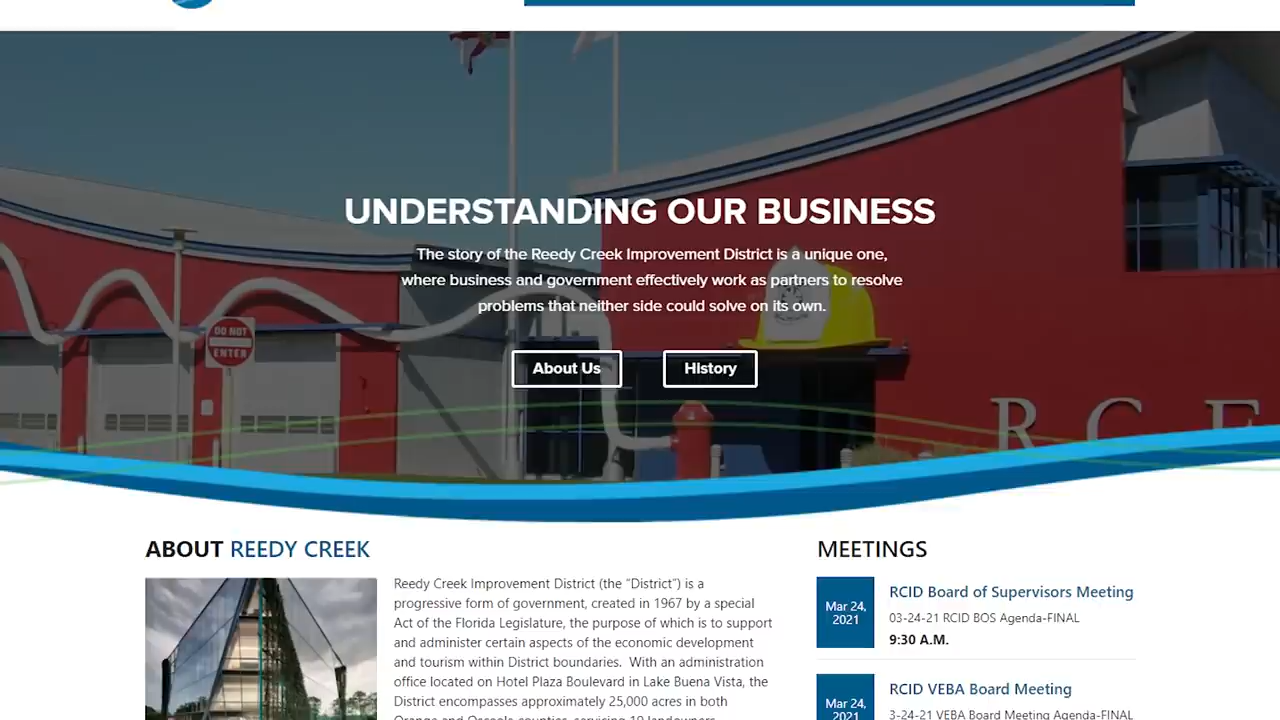 UNDERSTANDING OUR BUSINESS
The story of the Reedy Creek Improvement District is a unique one,
where business and government effectively work as partners to resolve
problems that neither side could solve on its own.
DO NOT
ENTER
About Us
History
R C F
ABOUT REEDY CREEK
Reedy Creek Improvement District (the “District”) is a
progressive form of government, created in 1967 by a special
Act of the Florida Legislature, the purpose of which is to support
and administer certain aspects of the economic development
and tourism within District boundaries.  With an administration
office located on Hotel Plaza Boulevard in Lake Buena Vista, the
District encompasses approximately 25,000 acres in both
Orange and Osceola counties, servicing 19 landowners
MEETINGS
Mar 24,
2021
RCID Board of Supervisors Meeting
03-24-21 RCID BOS Agenda-FINAL
9:30 A.M.
Mar 24,
2021
RCID VEBA Board Meeting
3-24-21 VEBA Board Meeting Agenda-FINAL